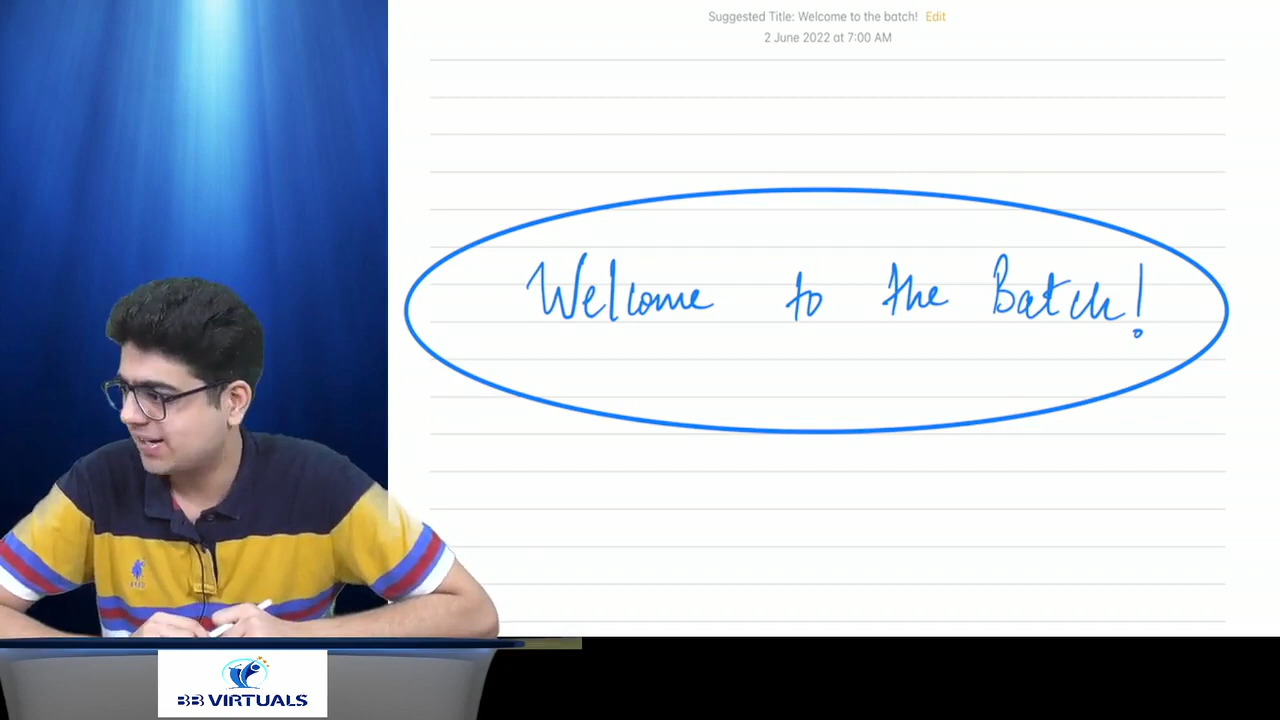 Suggested Title: Welcome to the batch! Edit
2 June 2022 at 7:00 AM
Welcome to the Batch!
BB VIRTUALS